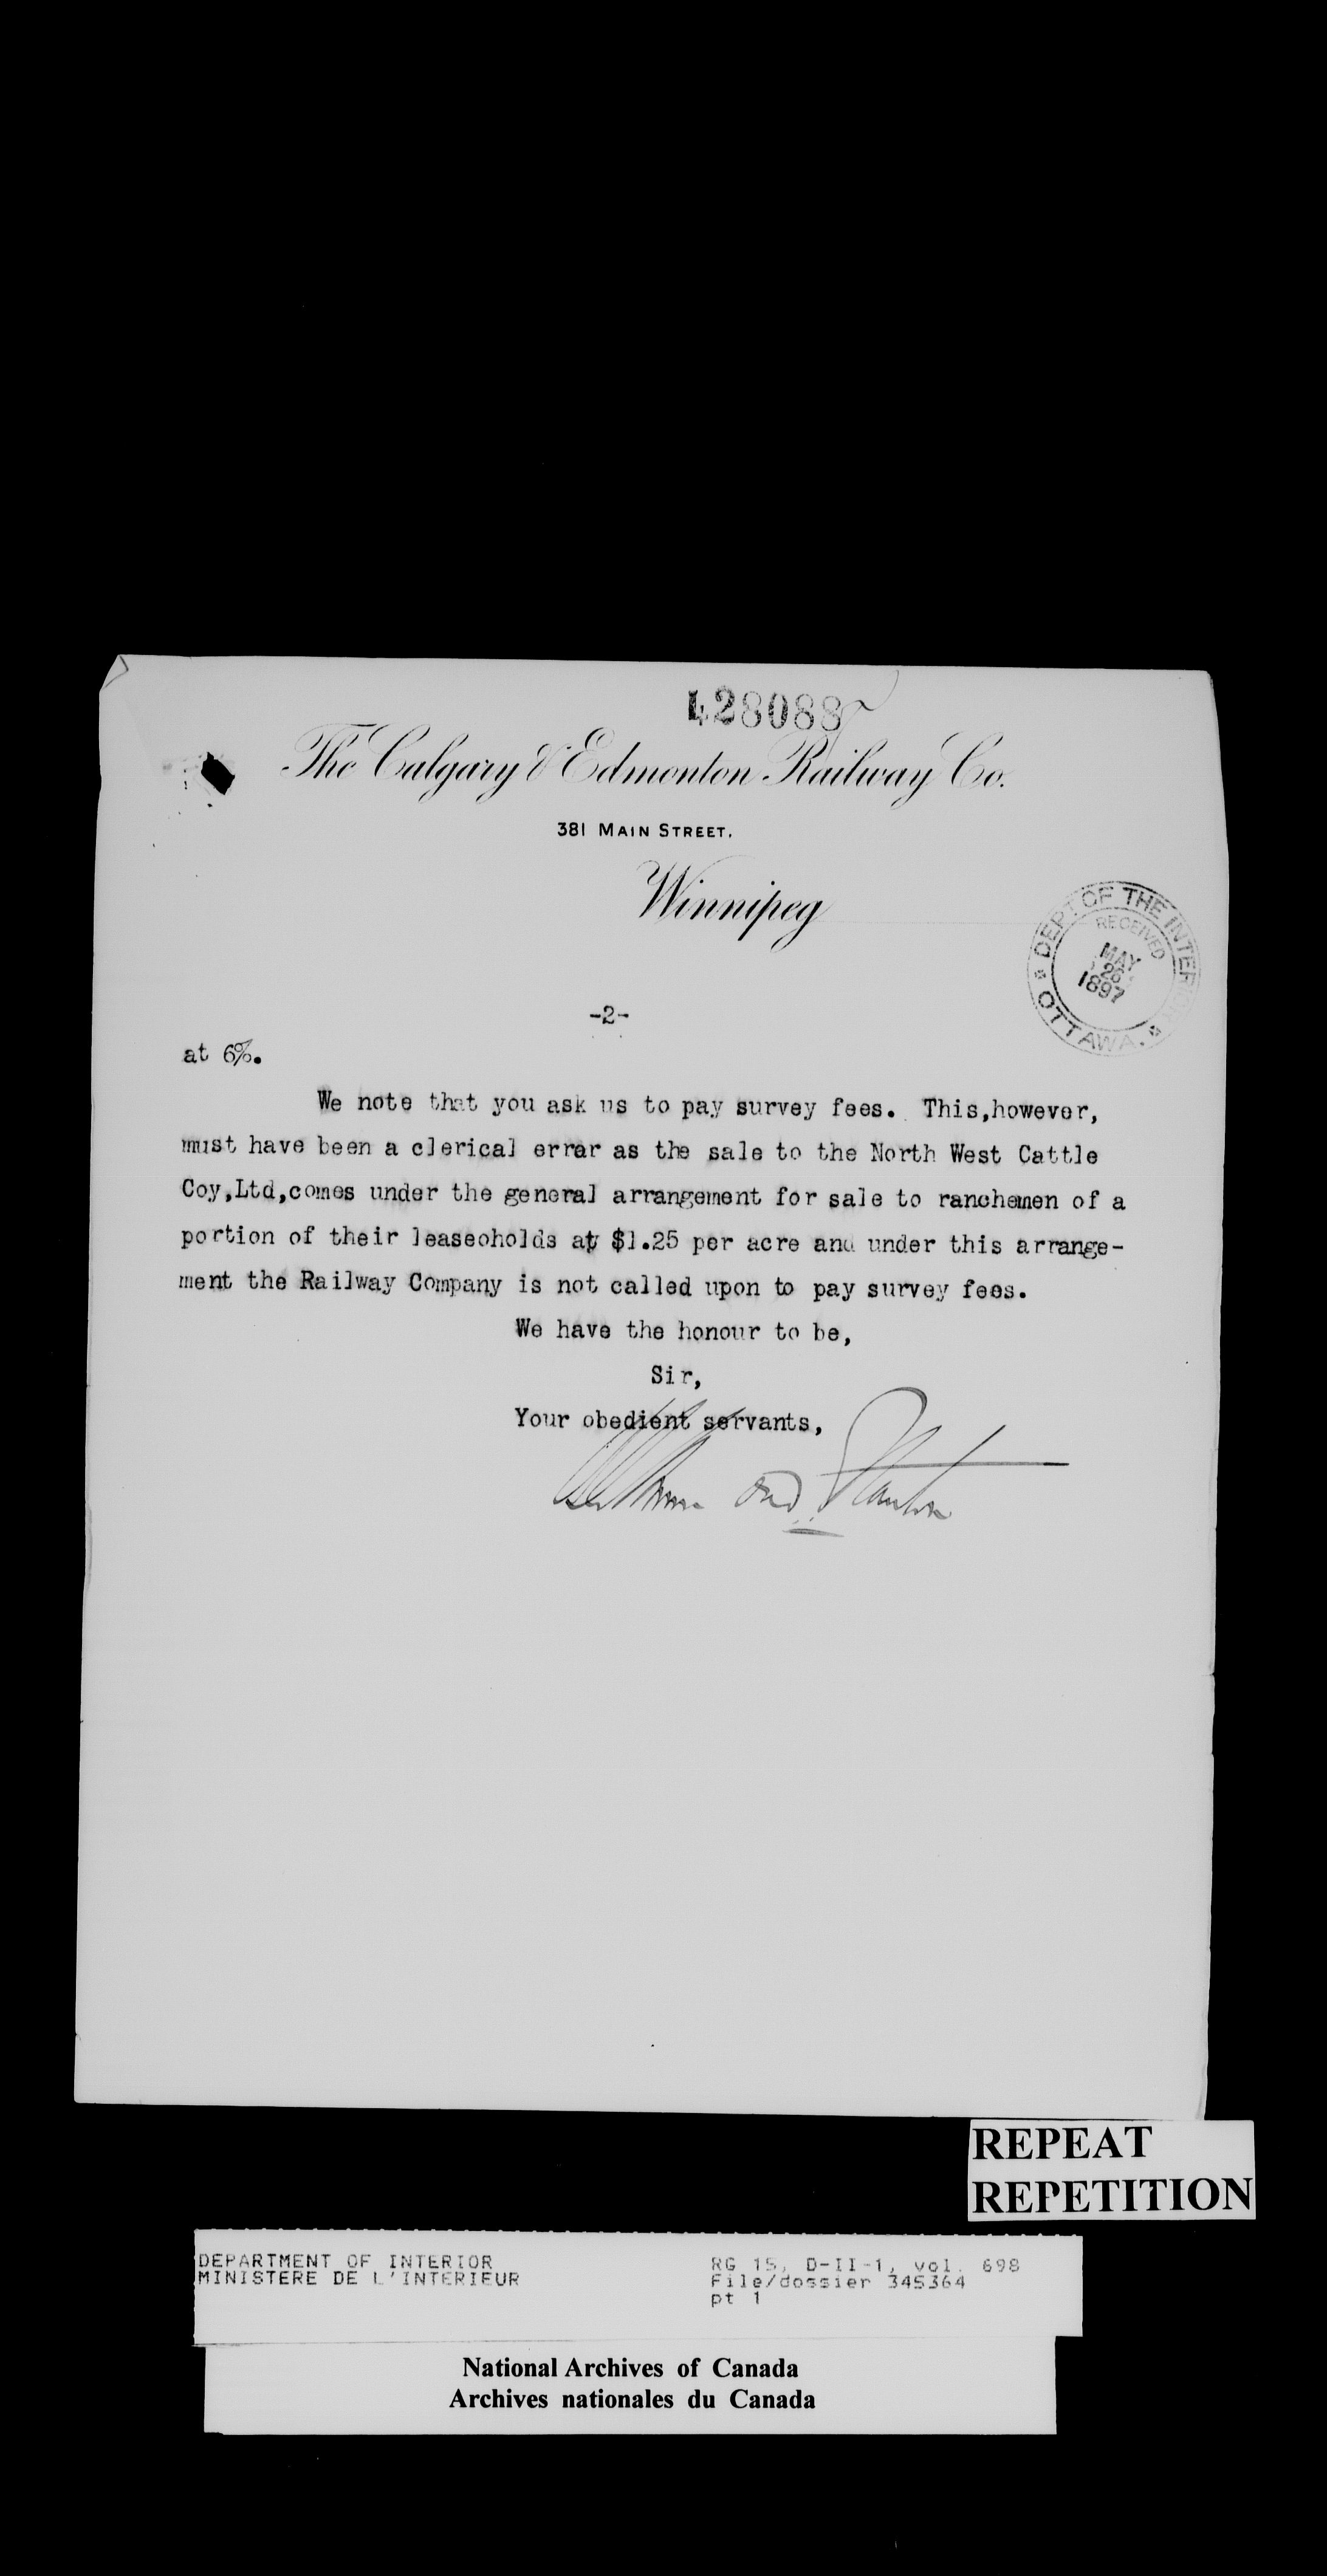 428088
The Calgary & Edmonton Railway Co.
381 MAIN STREET.
Winnipeg
DEPT OF THE INTERIOR
RECEIVED
MAY
26
1897
OTTAWA.
-2-
at 6%.
We note that you ask us to pay survey fees. This,however,
must have been a clerical errar as the sale to the North West Cattle
Coy,Ltd,comes under the general arrangement for sale to ranchemen of a
portion of their leaseoholds at $1.25 per acre and under this arrange-
ment the Railway Company is not called upon to pay survey fees.
We have the honour to be,
Sir,
Your obedient servants,
and
REPEAT
REPETITION
DEPARTMENT OF INTERIOR
MINISTERE DE L'INTERIEUR
RG 15, D-II-1, vol. 698
File/dossier 345364
pt 1
National Archives of Canada
Archives nationales du Canada